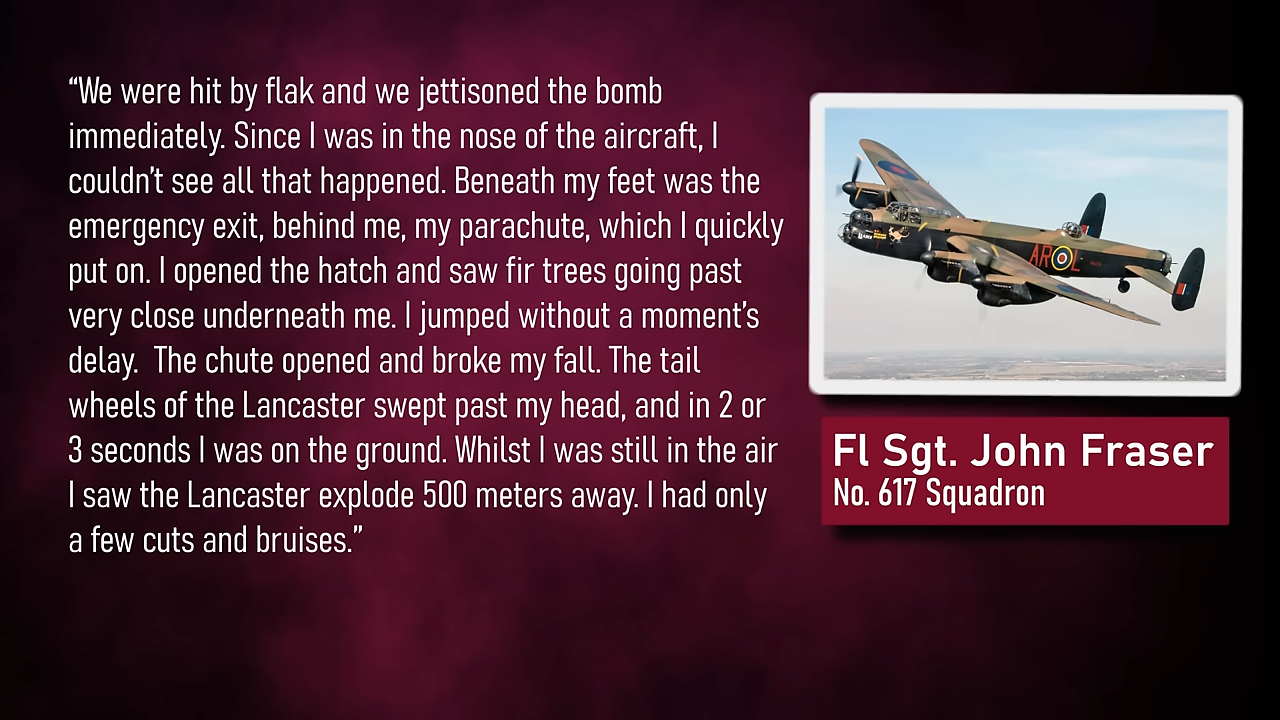 “We were hit by flak and we jettisoned the bomb
immediately. Since I was in the nose of the aircraft, I
couldn’t see all that happened. Beneath my feet was the
emergency exit, behind me, my parachute, which I quickly
put on. I opened the hatch and saw fir trees going past
very close underneath me. I jumped without a moment’s
delay.  The chute opened and broke my fall. The tail
wheels of the Lancaster swept past my head, and in 2 or
3 seconds I was on the ground. Whilst I was still in the air
I saw the Lancaster explode 500 meters away. I had only
a few cuts and bruises.”
AR L
Fl Sgt. John Fraser
No. 617 Squadron